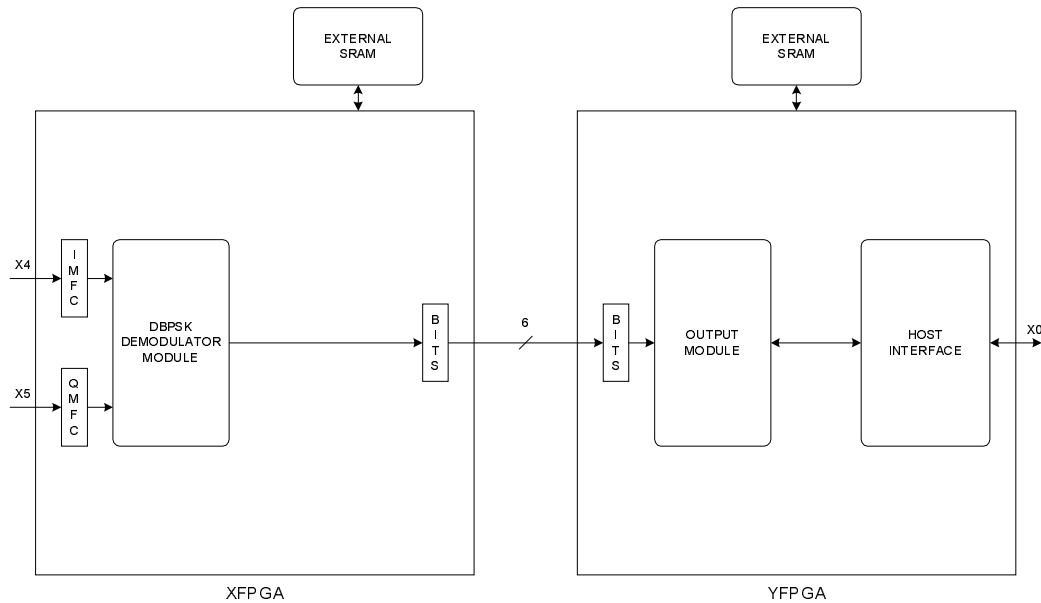 EXTERNAL
SRAM
EXTERNAL
SRAM
X4
I
M
F
C
X5
Q
M
F
C
DBPSK
DEMODULATOR
MODULE
B
I
T
S
6
B
I
T
S
OUTPUT
MODULE
HOST
INTERFACE
X0
XFPGA
YFPGA